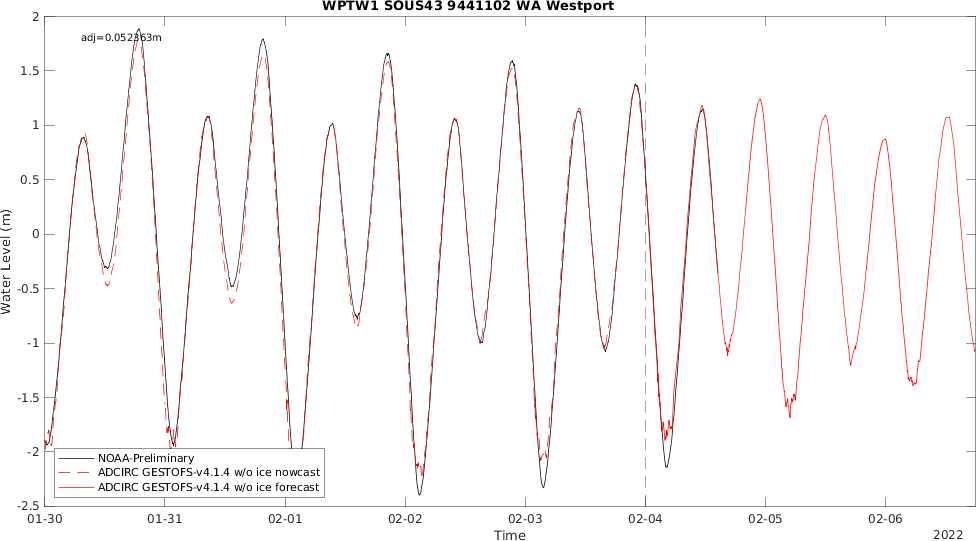 WPTW1 SOUS43 9441102 WA Westport
adj=0.052363m
2
1.5
1
0.5
0
-0.5
-1
-1.5
-2
-2.5
Water Level (m)
NOAA-Preliminary
ADCIRC GESTOFS-v4.1.4 w/o ice nowcast
ADCIRC GESTOFS-v4.1.4 w/o ice forecast
01-30 01-31 02-01 02-02 02-03 02-04 02-05 02-06
Time
2022